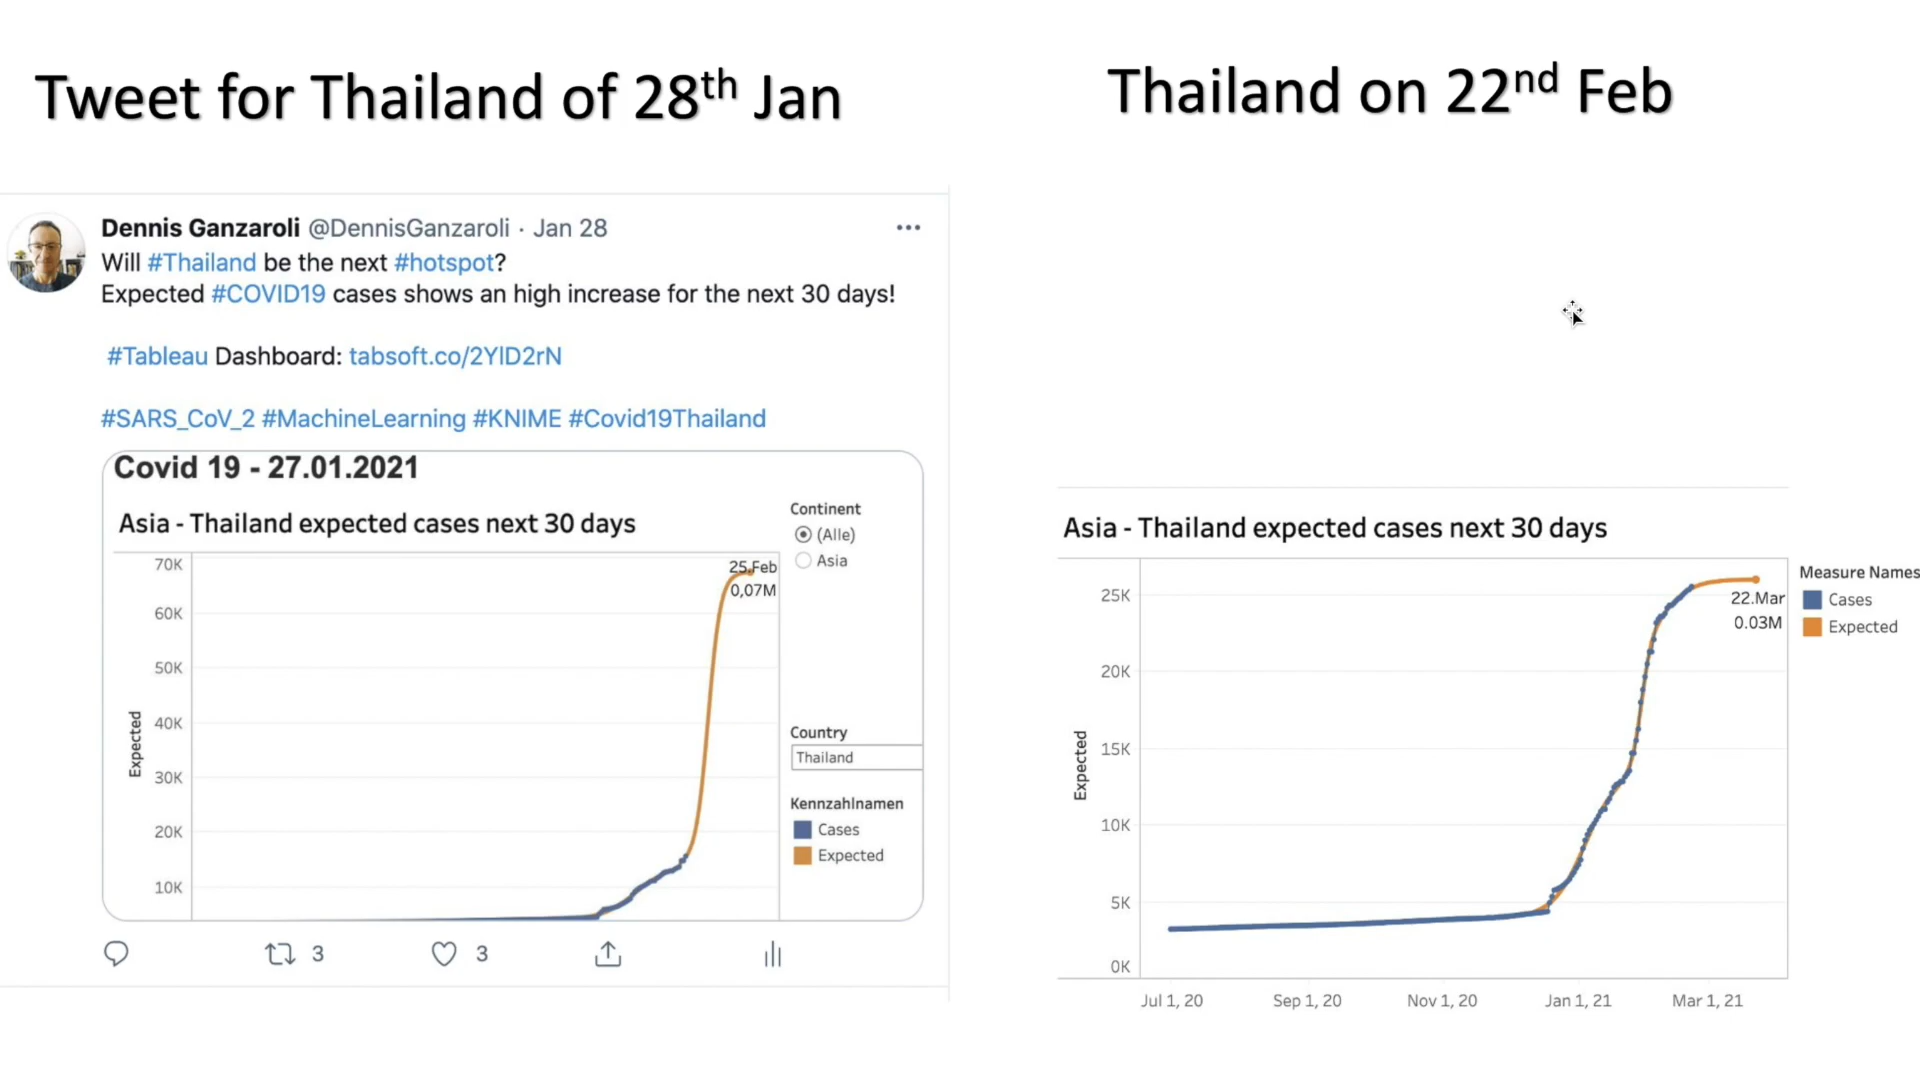 Tweet for Thailand of 28th Jan
Thailand on 22nd Feb
Dennis Ganzaroli @DennisGanzaroli · Jan 28
Will #Thailand be the next #hotspot?
Expected #COVID19 cases shows an high increase for the next 30 days!
#Tableau Dashboard: tabsoft.co/2YlD2rN
#SARS_CoV_2 #MachineLearning #KNIME #Covid19Thailand
Covid 19 - 27.01.2021
Asia - Thailand expected cases next 30 days
70K
60K
50K
40K
30K
20K
10K
Expected
25.Feb
0,07M
Continent
(Alle)
Asia
Country
Thailand
Kennzahlnamen
Cases
Expected
3
3
Asia - Thailand expected cases next 30 days
25K
20K
15K
10K
5K
0K
Expected
22.Mar
0.03M
Jul 1, 20
Sep 1, 20
Nov 1, 20
Jan 1, 21
Mar 1, 21
Measure Names
Cases
Expected